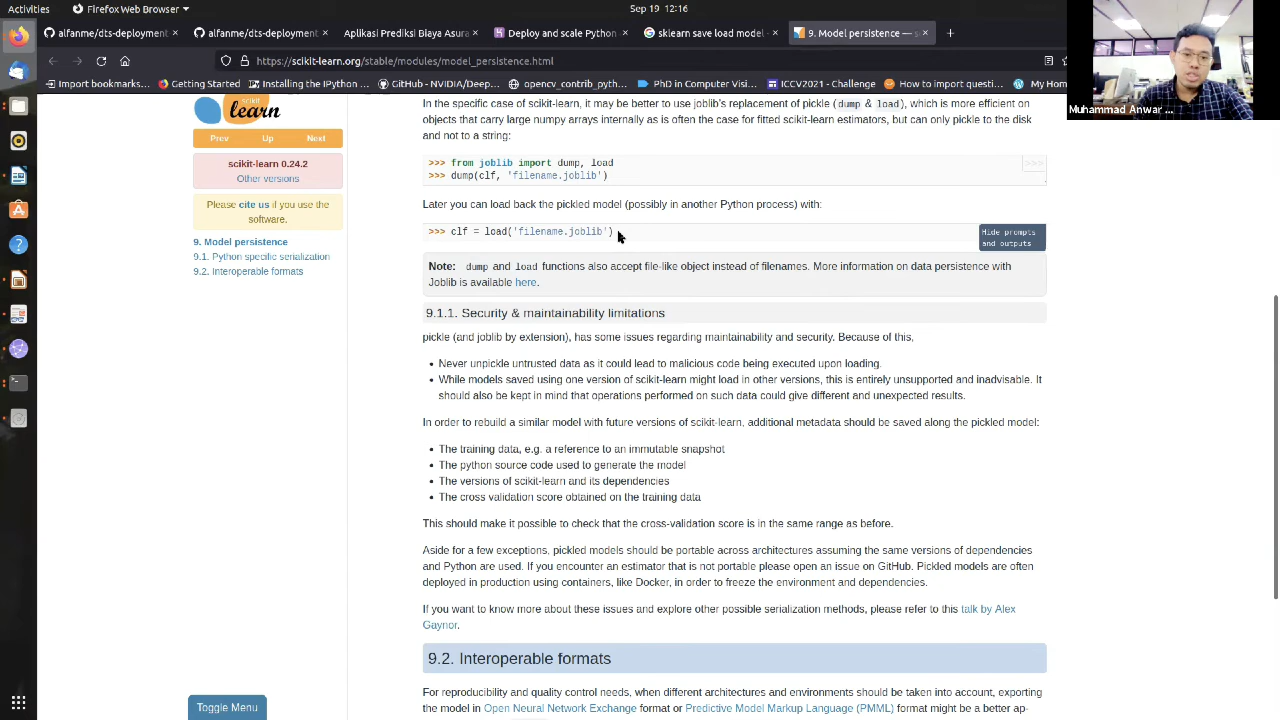 Activities
Firefox Web Browser
Sep 19 12:16
alfanme/dts-deployment
alfanme/dts-deployment
Aplikasi Prediksi Biaya Asura
Deploy and scale Python
sklearn save load model
9. Model persistence — s
https://scikit-learn.org/stable/modules/model_persistence.html
Import bookmarks...
Getting Started
Installing the IPython ...
GitHub - NVlabs/Deep...
opencv_contrib_pyth...
PhD in Computer Visi...
ICCV2021 - Challenge
How to import questi...
My Hom
Muhammad Anwar ...
scikit
learn
Prev
Up
Next
scikit-learn 0.24.2
Other versions
Please cite us if you use the
software.
9. Model persistence
9.1. Python specific serialization
9.2. Interoperable formats
Toggle Menu
In the specific case of scikit-learn, it may be better to use joblib's replacement of pickle (dump & load), which is more efficient on
objects that carry large numpy arrays internally as is often the case for fitted scikit-learn estimators, but can only pickle to the disk
and not to a string:
>>> from joblib import dump, load
>>>
>>> dump(clf, 'filename.joblib')
Later you can load back the pickled model (possibly in another Python process) with:
>>> clf = load('filename.joblib')
Hide prompts
and outputs
Note: dump and load functions also accept file-like object instead of filenames. More information on data persistence with
Joblib is available here.
9.1.1. Security & maintainability limitations
pickle (and joblib by extension), has some issues regarding maintainability and security. Because of this,
• Never unpickle untrusted data as it could lead to malicious code being executed upon loading.
• While models saved using one version of scikit-learn might load in other versions, this is entirely unsupported and inadvisable. It
should also be kept in mind that operations performed on such data could give different and unexpected results.
In order to rebuild a similar model with future versions of scikit-learn, additional metadata should be saved along the pickled model:
• The training data, e.g. a reference to an immutable snapshot
• The python source code used to generate the model
• The versions of scikit-learn and its dependencies
• The cross validation score obtained on the training data
This should make it possible to check that the cross-validation score is in the same range as before.
Aside for a few exceptions, pickled models should be portable across architectures assuming the same versions of dependencies
and Python are used. If you encounter an estimator that is not portable please open an issue on GitHub. Pickled models are often
deployed in production using containers, like Docker, in order to freeze the environment and dependencies.
If you want to know more about these issues and explore other possible serialization methods, please refer to this talk by Alex
Gaynor.
9.2. Interoperable formats
For reproducibility and quality control needs, when different architectures and environments should be taken into account, exporting
the model in Open Neural Network Exchange format or Predictive Model Markup Language (PMML) format might be a better ap-